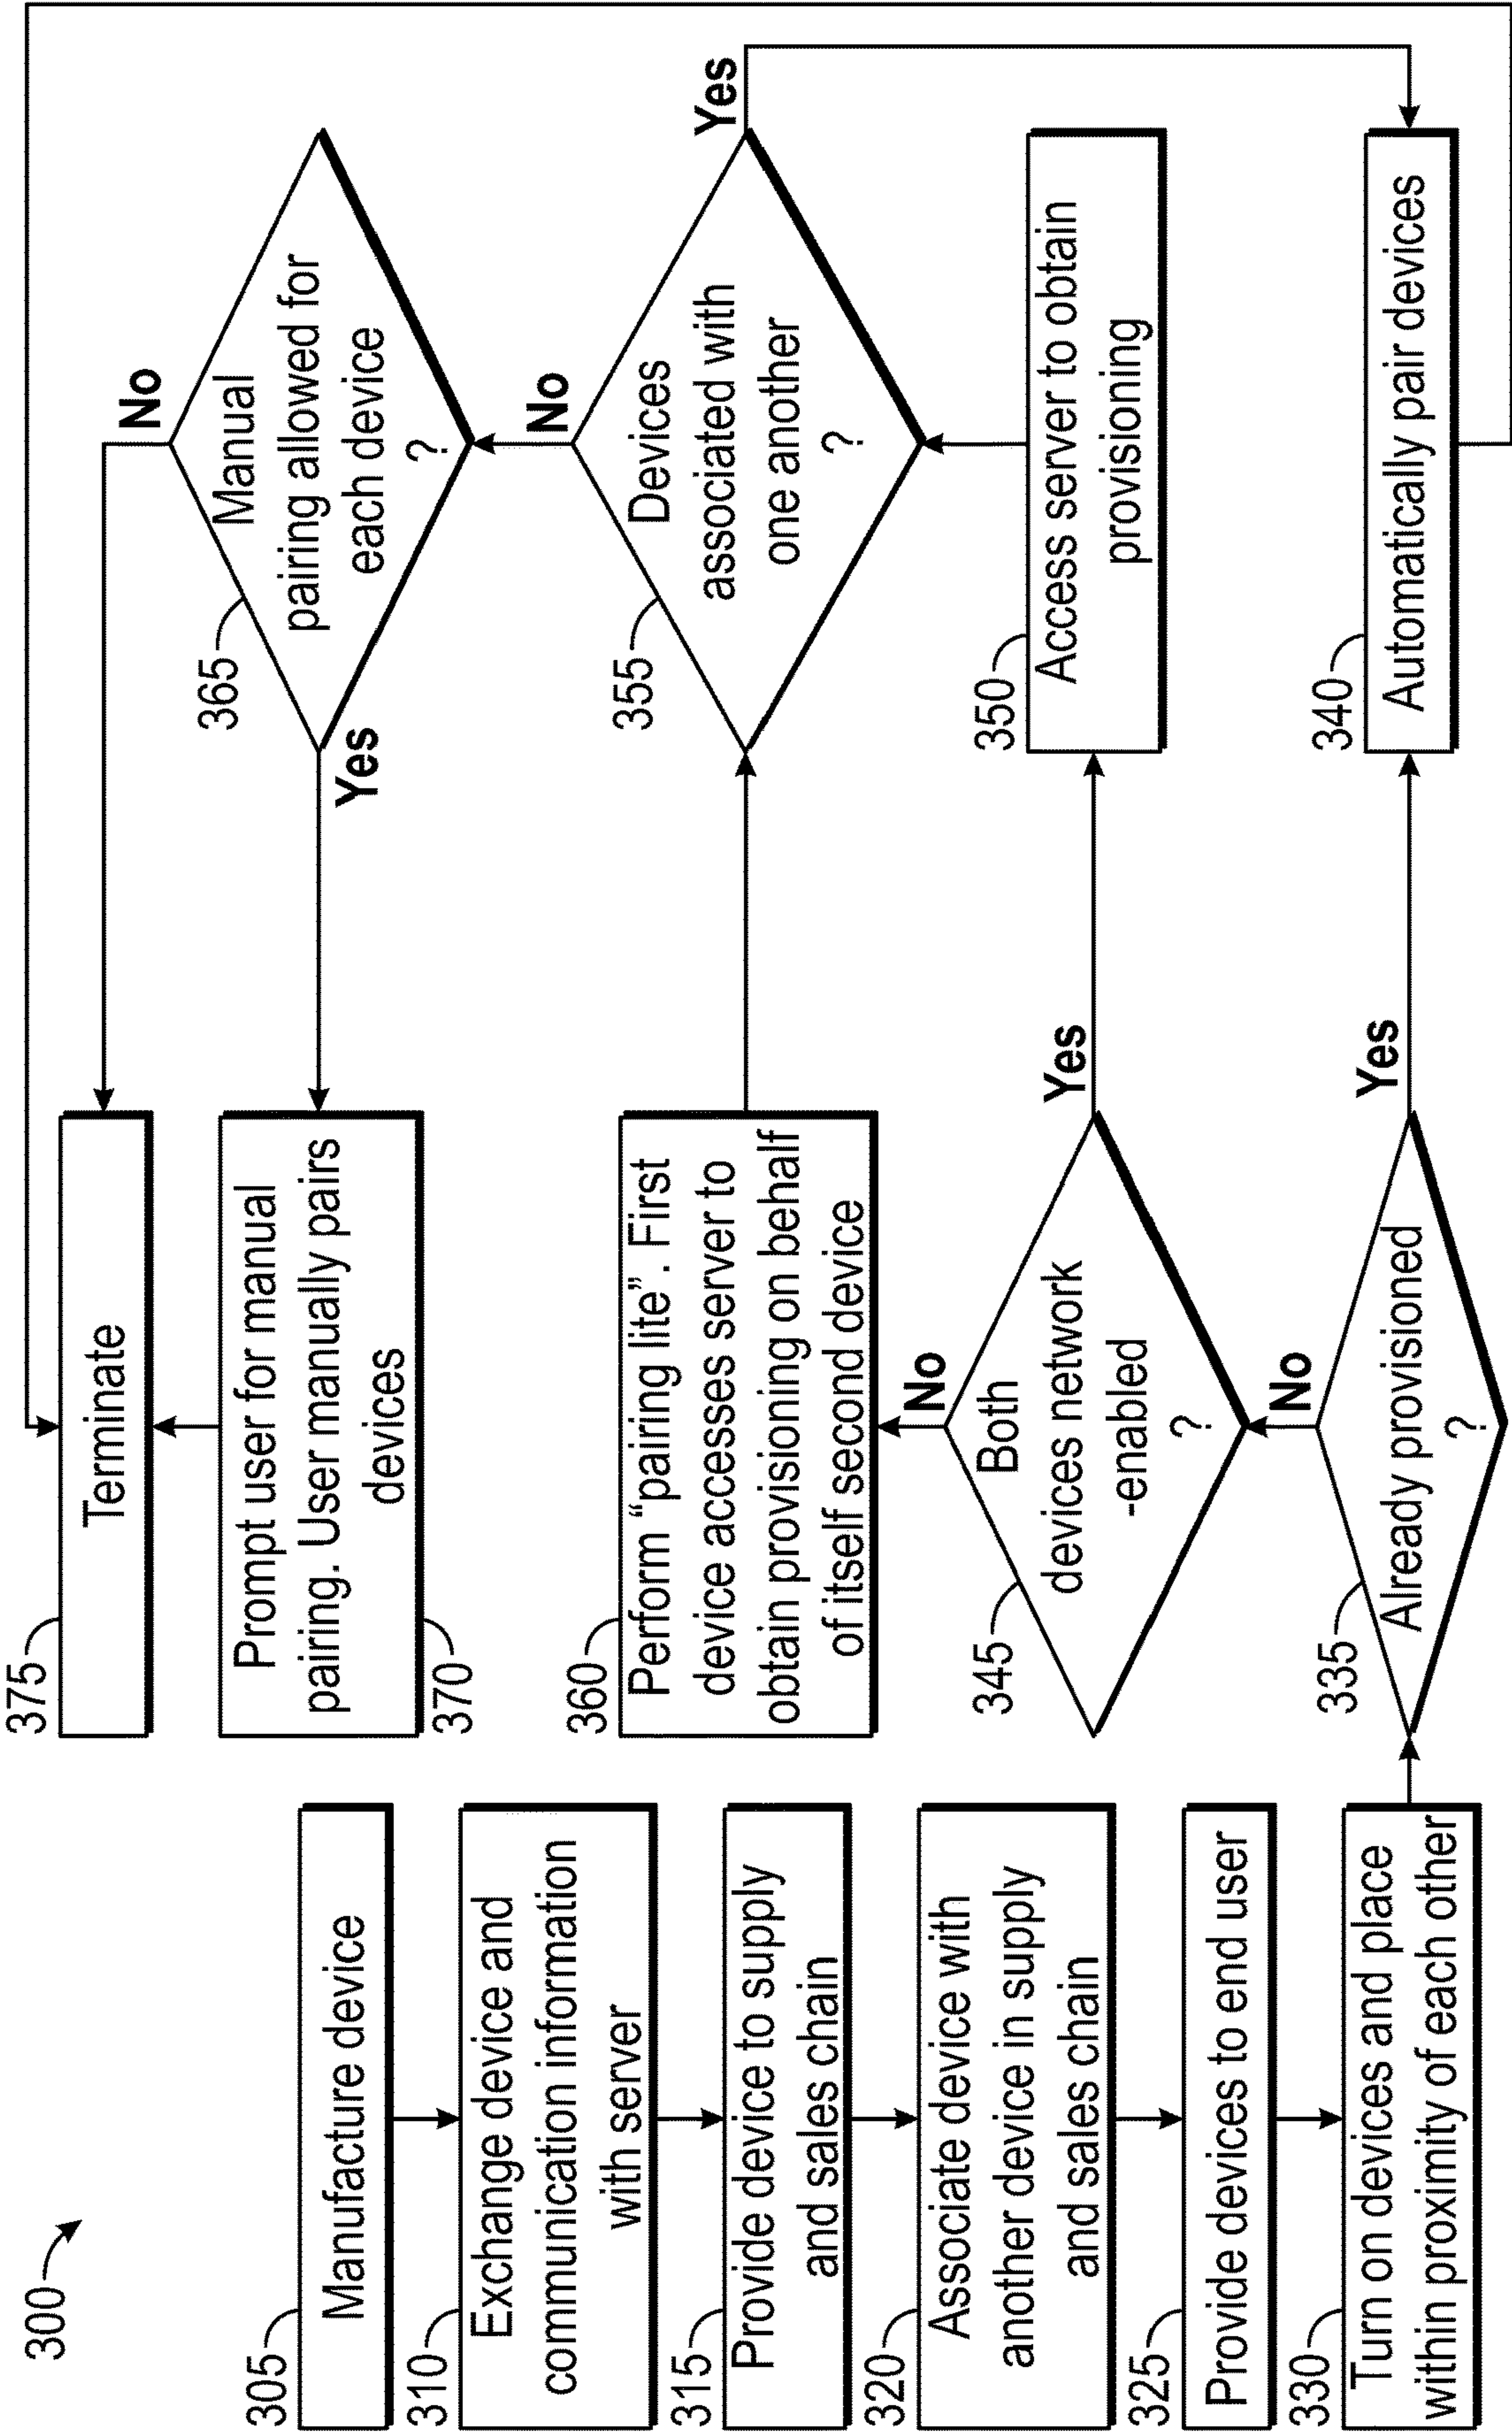 300
305
Manufacture device
310
Exchange device and
communication information
with server
315
Provide device to supply
and sales chain
320
Associate device with
another device in supply
and sales chain
325
Provide devices to end user
330
Turn on devices and place
within proximity of each other
375
Terminate
Prompt user for manual
pairing. User manually pairs
devices
370
360
Perform “pairing lite”. First
device accesses server to
obtain provisioning on behalf
of itself second device
No
345
Both
devices network
-enabled
?
Yes
No
335
Already provisioned
?
Yes
No
365
Manual
pairing allowed for
each device
?
Yes
No
355
Devices
associated with
one another
?
Yes
350
Access server to obtain
provisioning
340
Automatically pair devices